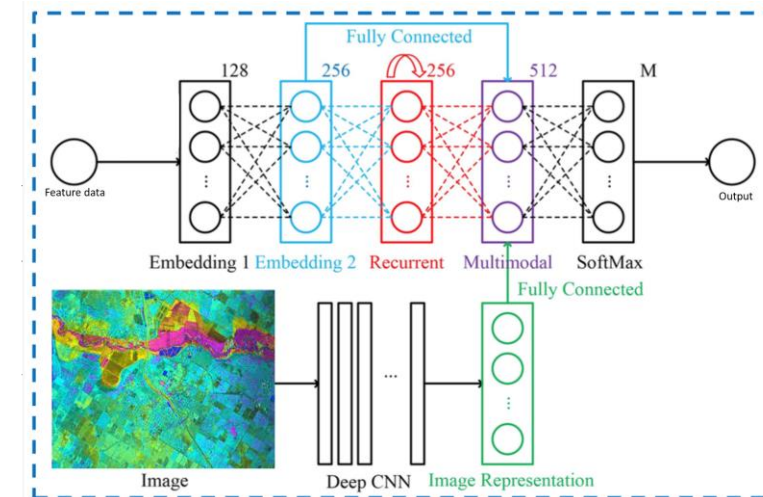 Fully Connected
128
256
256
512
M
Feature data
Output
Embedding 1
Embedding 2
Recurrent
Multimodal
SoftMax
Fully Connected
...
Image
Deep CNN
Image Representation